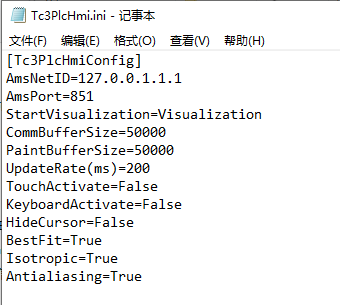 Tc3PlcHmi.ini - 记事本
文件(F) 编辑(E) 格式(O) 查看(V) 帮助(H)
[Tc3PlcHmiConfig]
AmsNetID=127.0.0.1.1.1
AmsPort=851
StartVisualization=Visualization
CommBufferSize=50000
PaintBufferSize=50000
UpdateRate(ms)=200
TouchActivate=False
KeyboardActivate=False
HideCursor=False
BestFit=True
Isotropic=True
Antialiasing=True